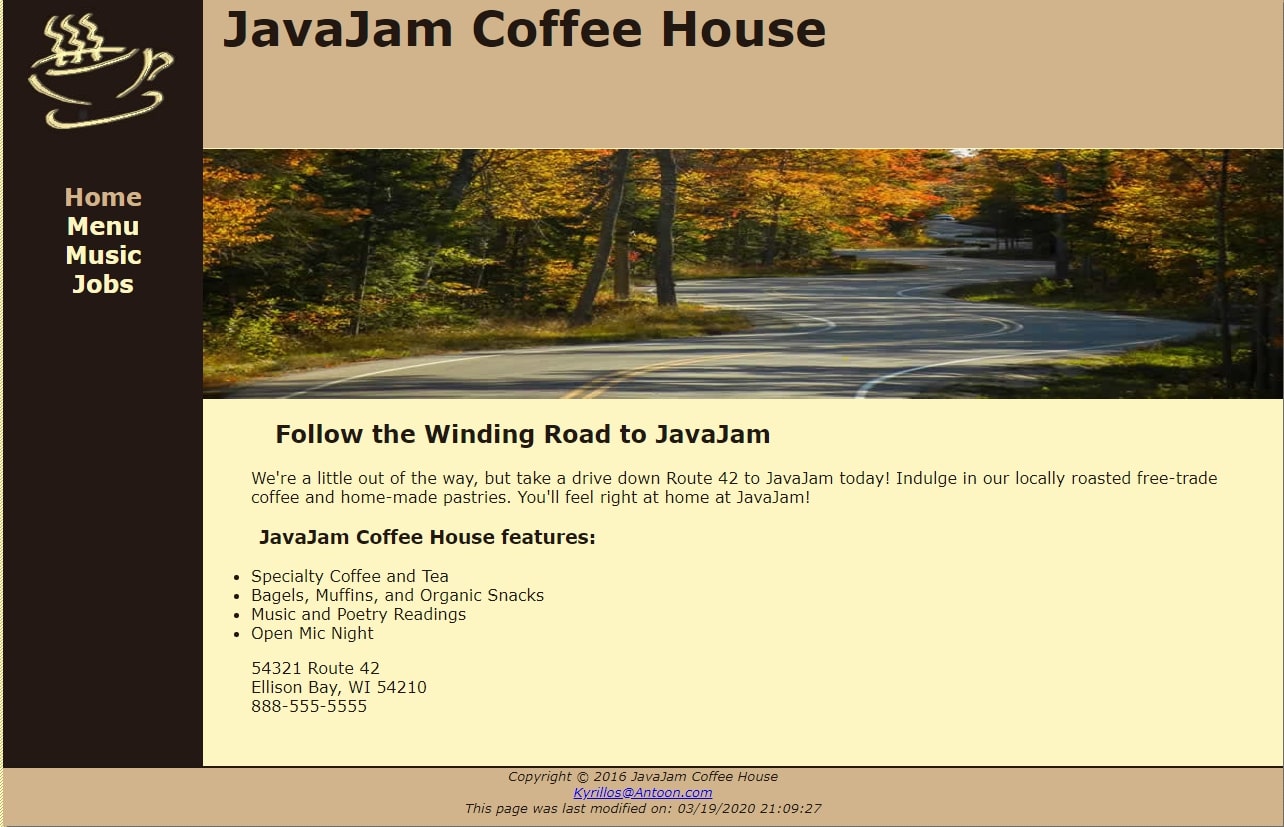 JavaJam Coffee House
Home
Menu
Music
Jobs
Follow the Winding Road to JavaJam
We're a little out of the way, but take a drive down Route 42 to JavaJam today! Indulge in our locally roasted free-trade
coffee and home-made pastries. You'll feel right at home at JavaJam!
JavaJam Coffee House features:
• Specialty Coffee and Tea
• Bagels, Muffins, and Organic Snacks
• Music and Poetry Readings
• Open Mic Night
54321 Route 42
Ellison Bay, WI 54210
888-555-5555
Copyright © 2016 JavaJam Coffee House
Kyrillos@Antoon.com
This page was last modified on: 03/19/2020 21:09:27